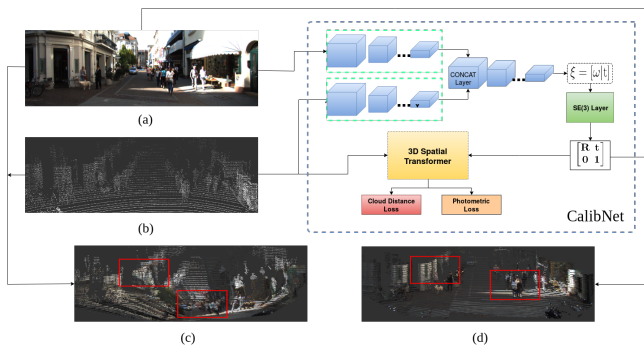 (a)
(b)
CONCAT
Layer
ξ = |ω|t|
SE(3) Layer
[R t
0 1]
3D Spatial
Transformer
Cloud Distance
Loss
Photometric
Loss
CalibNet
(c)
(d)